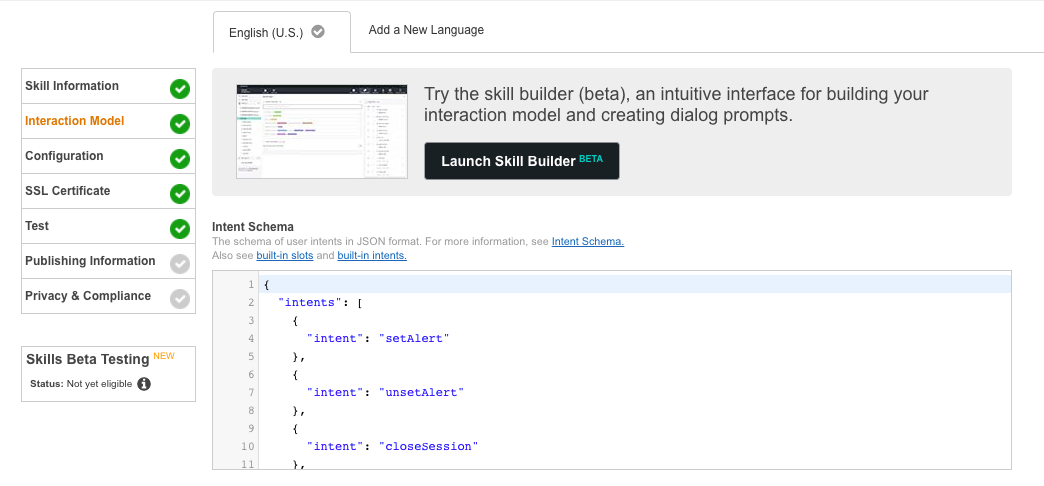 English (U.S.)
Add a New Language
Skill Information
Interaction Model
Configuration
SSL Certificate
Test
Publishing Information
Privacy & Compliance
Skills Beta Testing NEW
Status: Not yet eligible
Try the skill builder (beta), an intuitive interface for building your
interaction model and creating dialog prompts.
Launch Skill Builder BETA
Intent Schema
The schema of user intents in JSON format. For more information, see Intent Schema.
Also see built-in slots and built-in intents.
1 {
2 "intents": [
3 {
4 "intent": "setAlert"
5 },
6 {
7 "intent": "unsetAlert"
8 },
9 {
10 "intent": "closeSession"
11 },